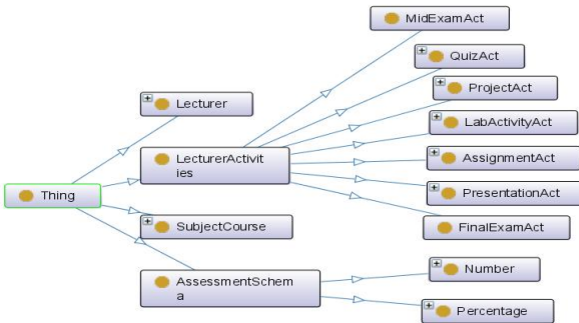 MidExamAct
QuizAct
ProjectAct
Lecturer
LabActivityAct
LecturerActivit
ies
AssignmentAct
Thing
PresentationAct
SubjectCourse
FinalExamAct
AssessmentSchem
a
Number
Percentage